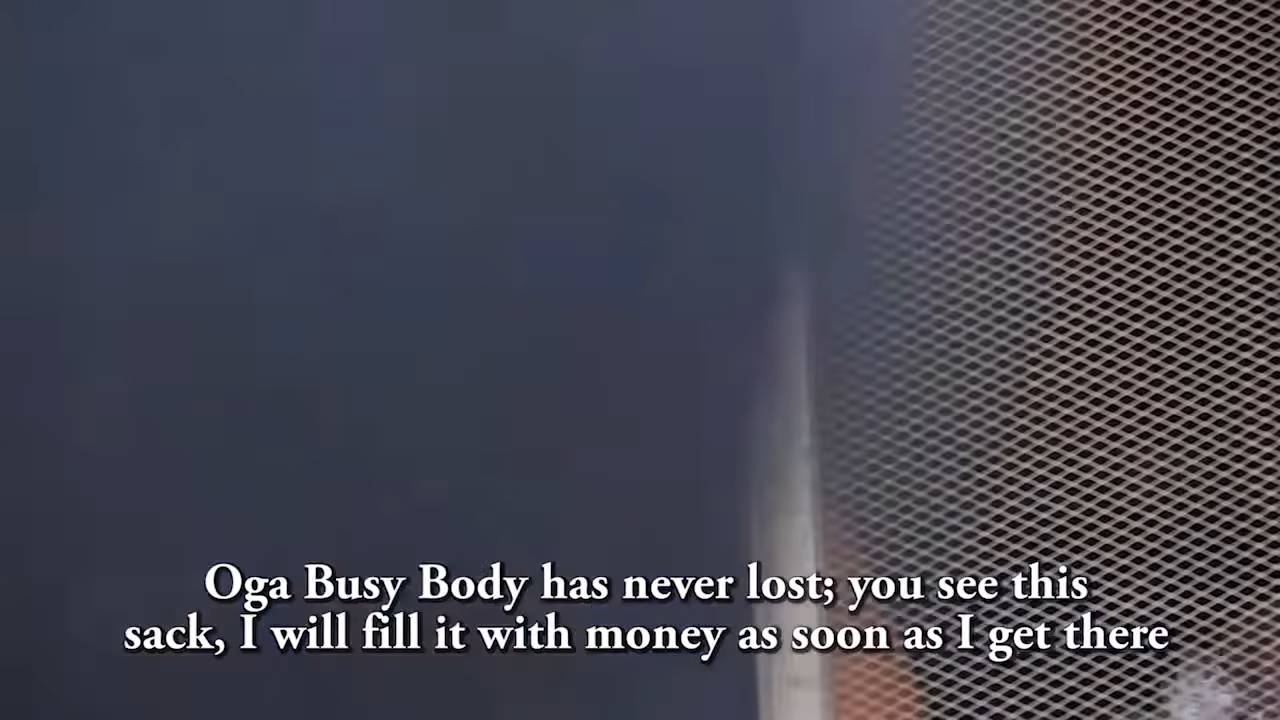 Oga Busy Body has never lost; you see this
sack, I will fill it with money as soon as I get there